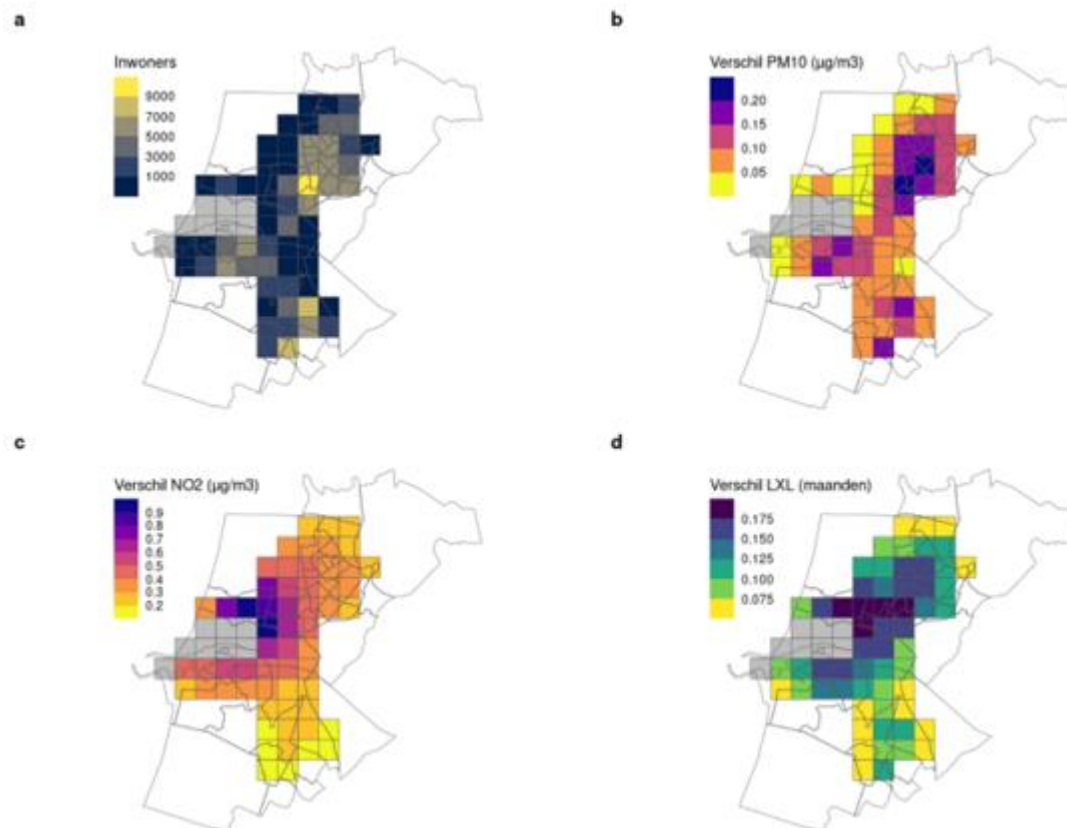 a
Inwoners
9000
7000
5000
3000
1000
b
Verschil PM10 (µg/m3)
0.20
0.15
0.10
0.05
c
Verschil NO2 (µg/m3)
0.9
0.8
0.7
0.6
0.5
0.4
0.3
0.2
d
Verschil LXL (maanden)
0.175
0.150
0.125
0.100
0.075